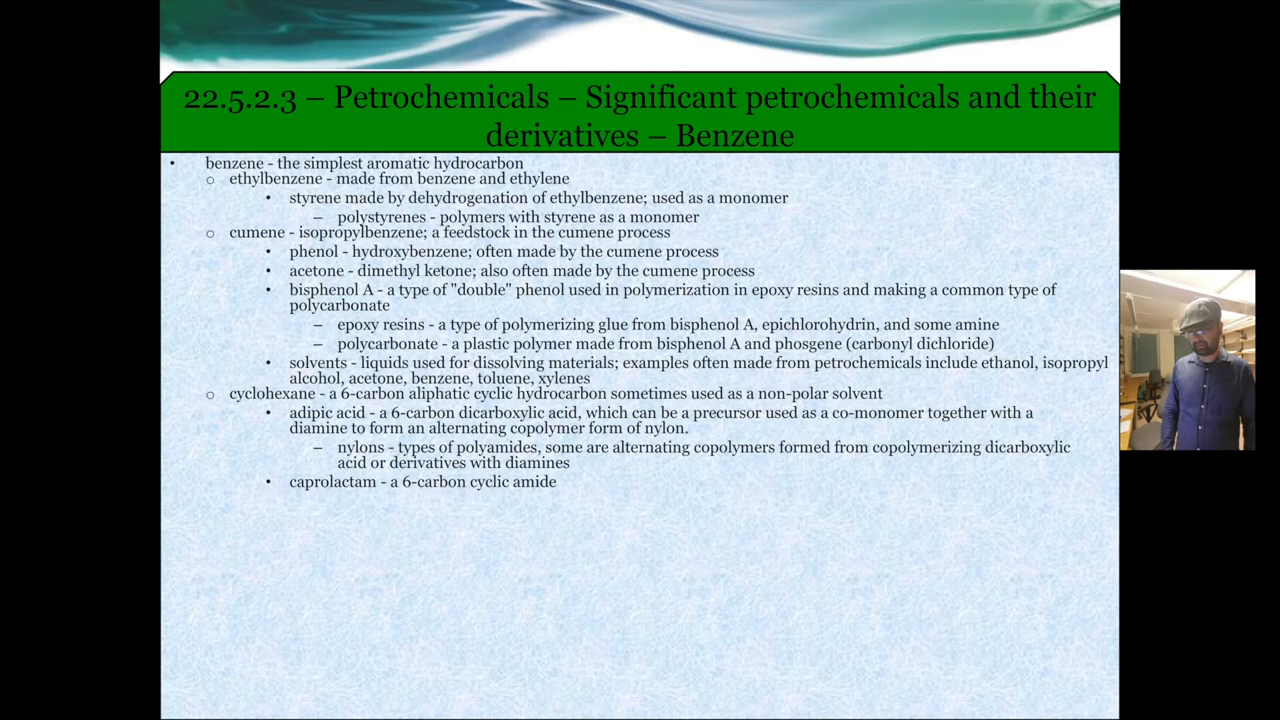 22.5.2.3 – Petrochemicals – Significant petrochemicals and their
derivatives – Benzene
• benzene - the simplest aromatic hydrocarbon
o ethylbenzene - made from benzene and ethylene
• styrene made by dehydrogenation of ethylbenzene; used as a monomer
– polystyrenes - polymers with styrene as a monomer
o cumene - isopropylbenzene; a feedstock in the cumene process
• phenol - hydroxybenzene; often made by the cumene process
• acetone - dimethyl ketone; also often made by the cumene process
• bisphenol A - a type of "double" phenol used in polymerization in epoxy resins and making a common type of
polycarbonate
– epoxy resins - a type of polymerizing glue from bisphenol A, epichlorohydrin, and some amine
– polycarbonate - a plastic polymer made from bisphenol A and phosgene (carbonyl dichloride)
• solvents - liquids used for dissolving materials; examples often made from petrochemicals include ethanol, isopropyl
alcohol, acetone, benzene, toluene, xylenes
o cyclohexane - a 6-carbon aliphatic cyclic hydrocarbon sometimes used as a non-polar solvent
• adipic acid - a 6-carbon dicarboxylic acid, which can be a precursor used as a co-monomer together with a
diamine to form an alternating copolymer form of nylon.
– nylons - types of polyamides, some are alternating copolymers formed from copolymerizing dicarboxylic
acid or derivatives with diamines
• caprolactam - a 6-carbon cyclic amide